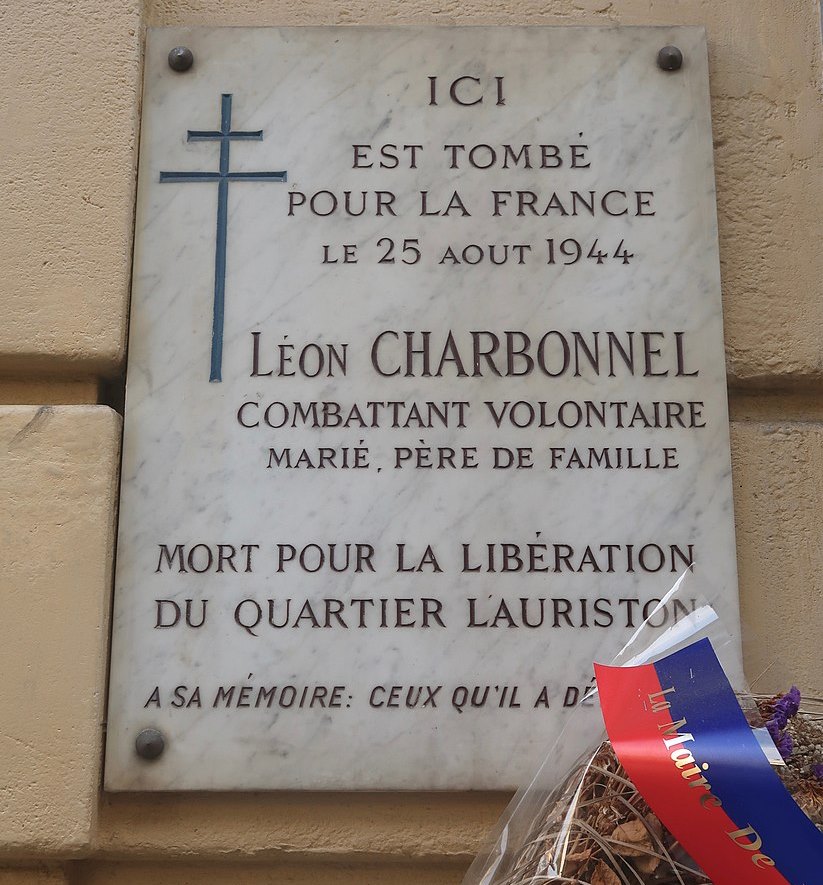 ICI
EST TOMBÉ
POUR LA FRANCE
LE 25 AOUT 1944
LÉON CHARBONNEL
COMBATTANT VOLONTAIRE
MARIÉ, PÈRE DE FAMILLE
MORT POUR LA LIBÉRATION
DU QUARTIER LAURISTON
A SA MÉMOIRE: CEUX QU'IL A
La Maire De